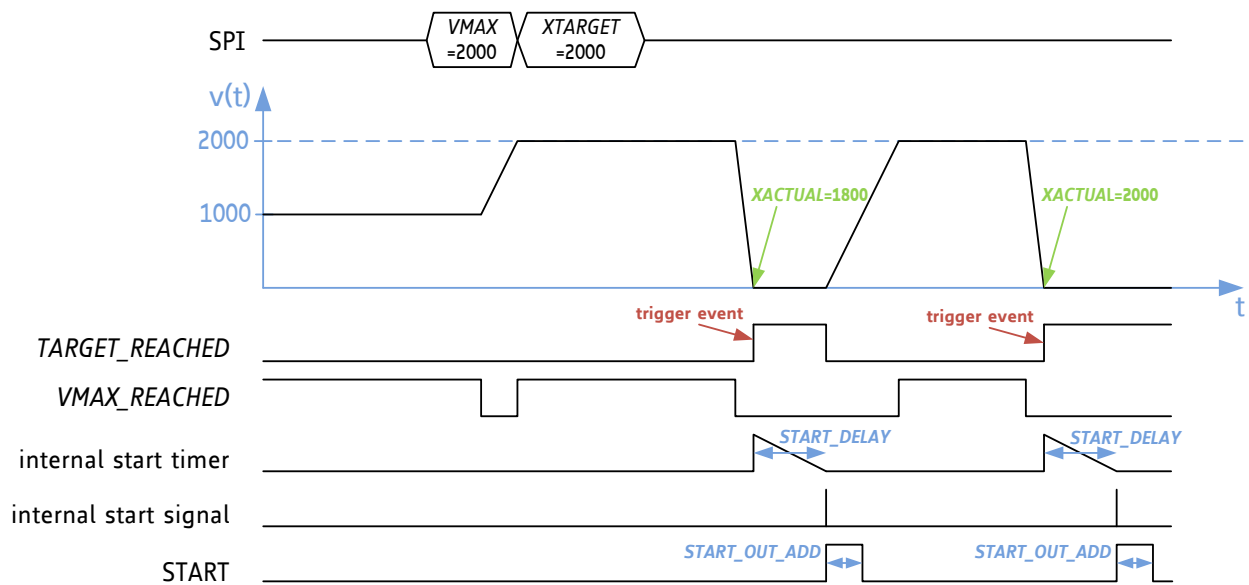 SPI
VMAX
=2000
XTARGET
=2000
v(t)
2000
1000
XACTUAL=1800
XACTUAL=2000
t
trigger event
trigger event
TARGET_REACHED
VMAX_REACHED
START_DELAY
START_DELAY
internal start timer
internal start signal
START_OUT_ADD
START_OUT_ADD
START